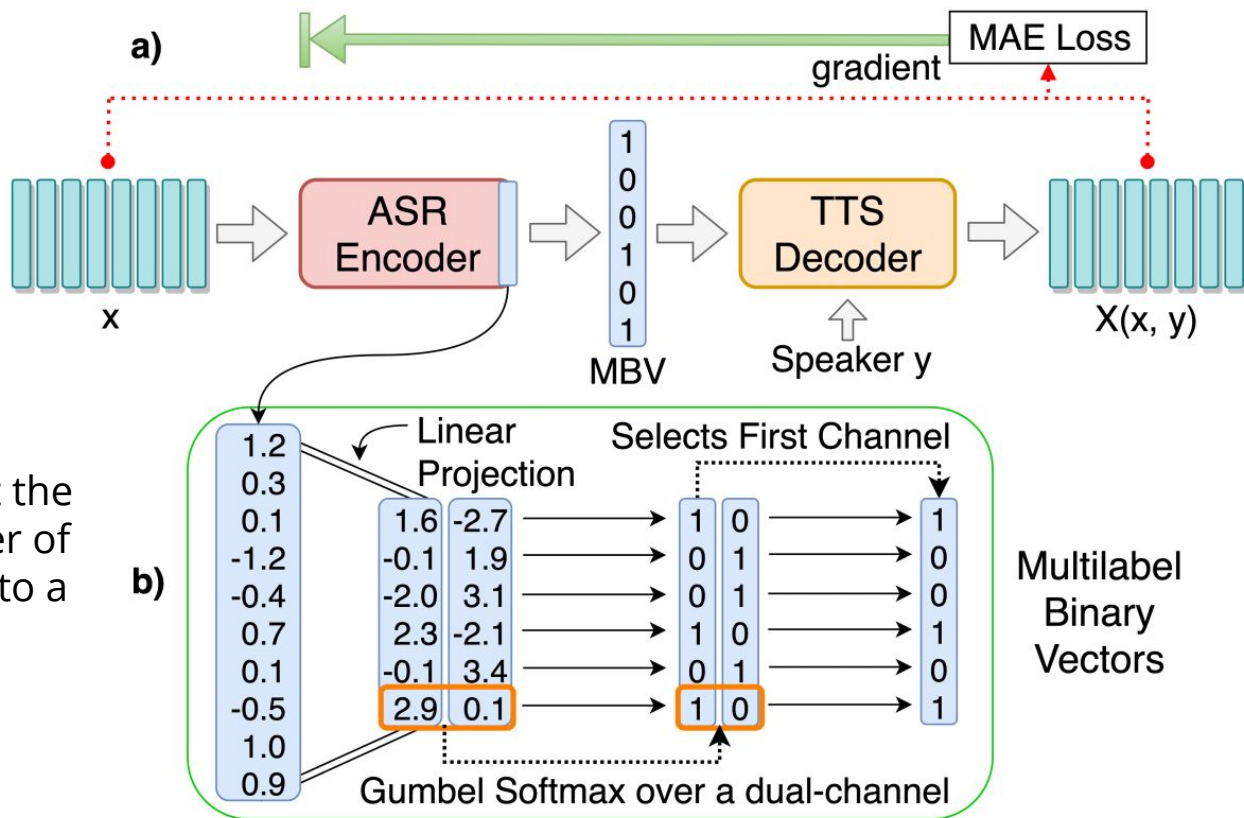 a)
MAE Loss
gradient
x
ASR
Encoder
1
0
0
1
0
1
MBV
TTS
Decoder
Speaker y
X(x, y)
the
er of
to a
b)
1.2
0.3
0.1
-1.2
-0.4
0.7
0.1
-0.5
1.0
0.9
Linear
Projection
Selects First Channel
1.6 -2.7 1 0 1
-0.1 1.9 0 1 0
-2.0 3.1 0 1 0
2.3 -2.1 1 0 1
-0.1 3.4 0 1 0
2.9 0.1 1 0 1
Gumbel Softmax over a dual-channel
Multilabel
Binary
Vectors